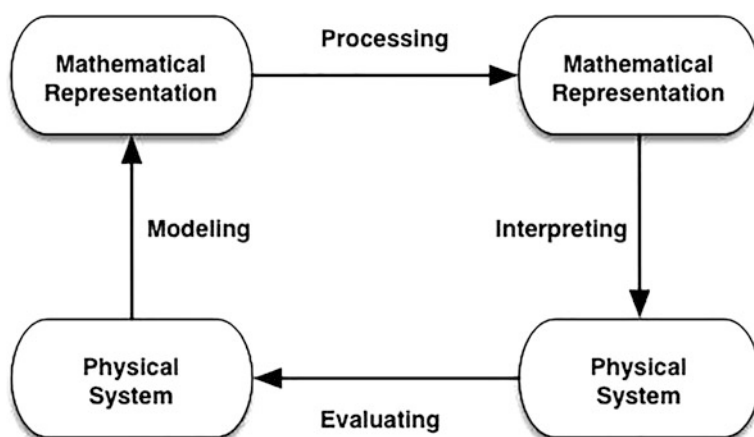 Processing
Mathematical
Representation
Mathematical
Representation
Modeling
Interpreting
Physical
System
Physical
System
Evaluating